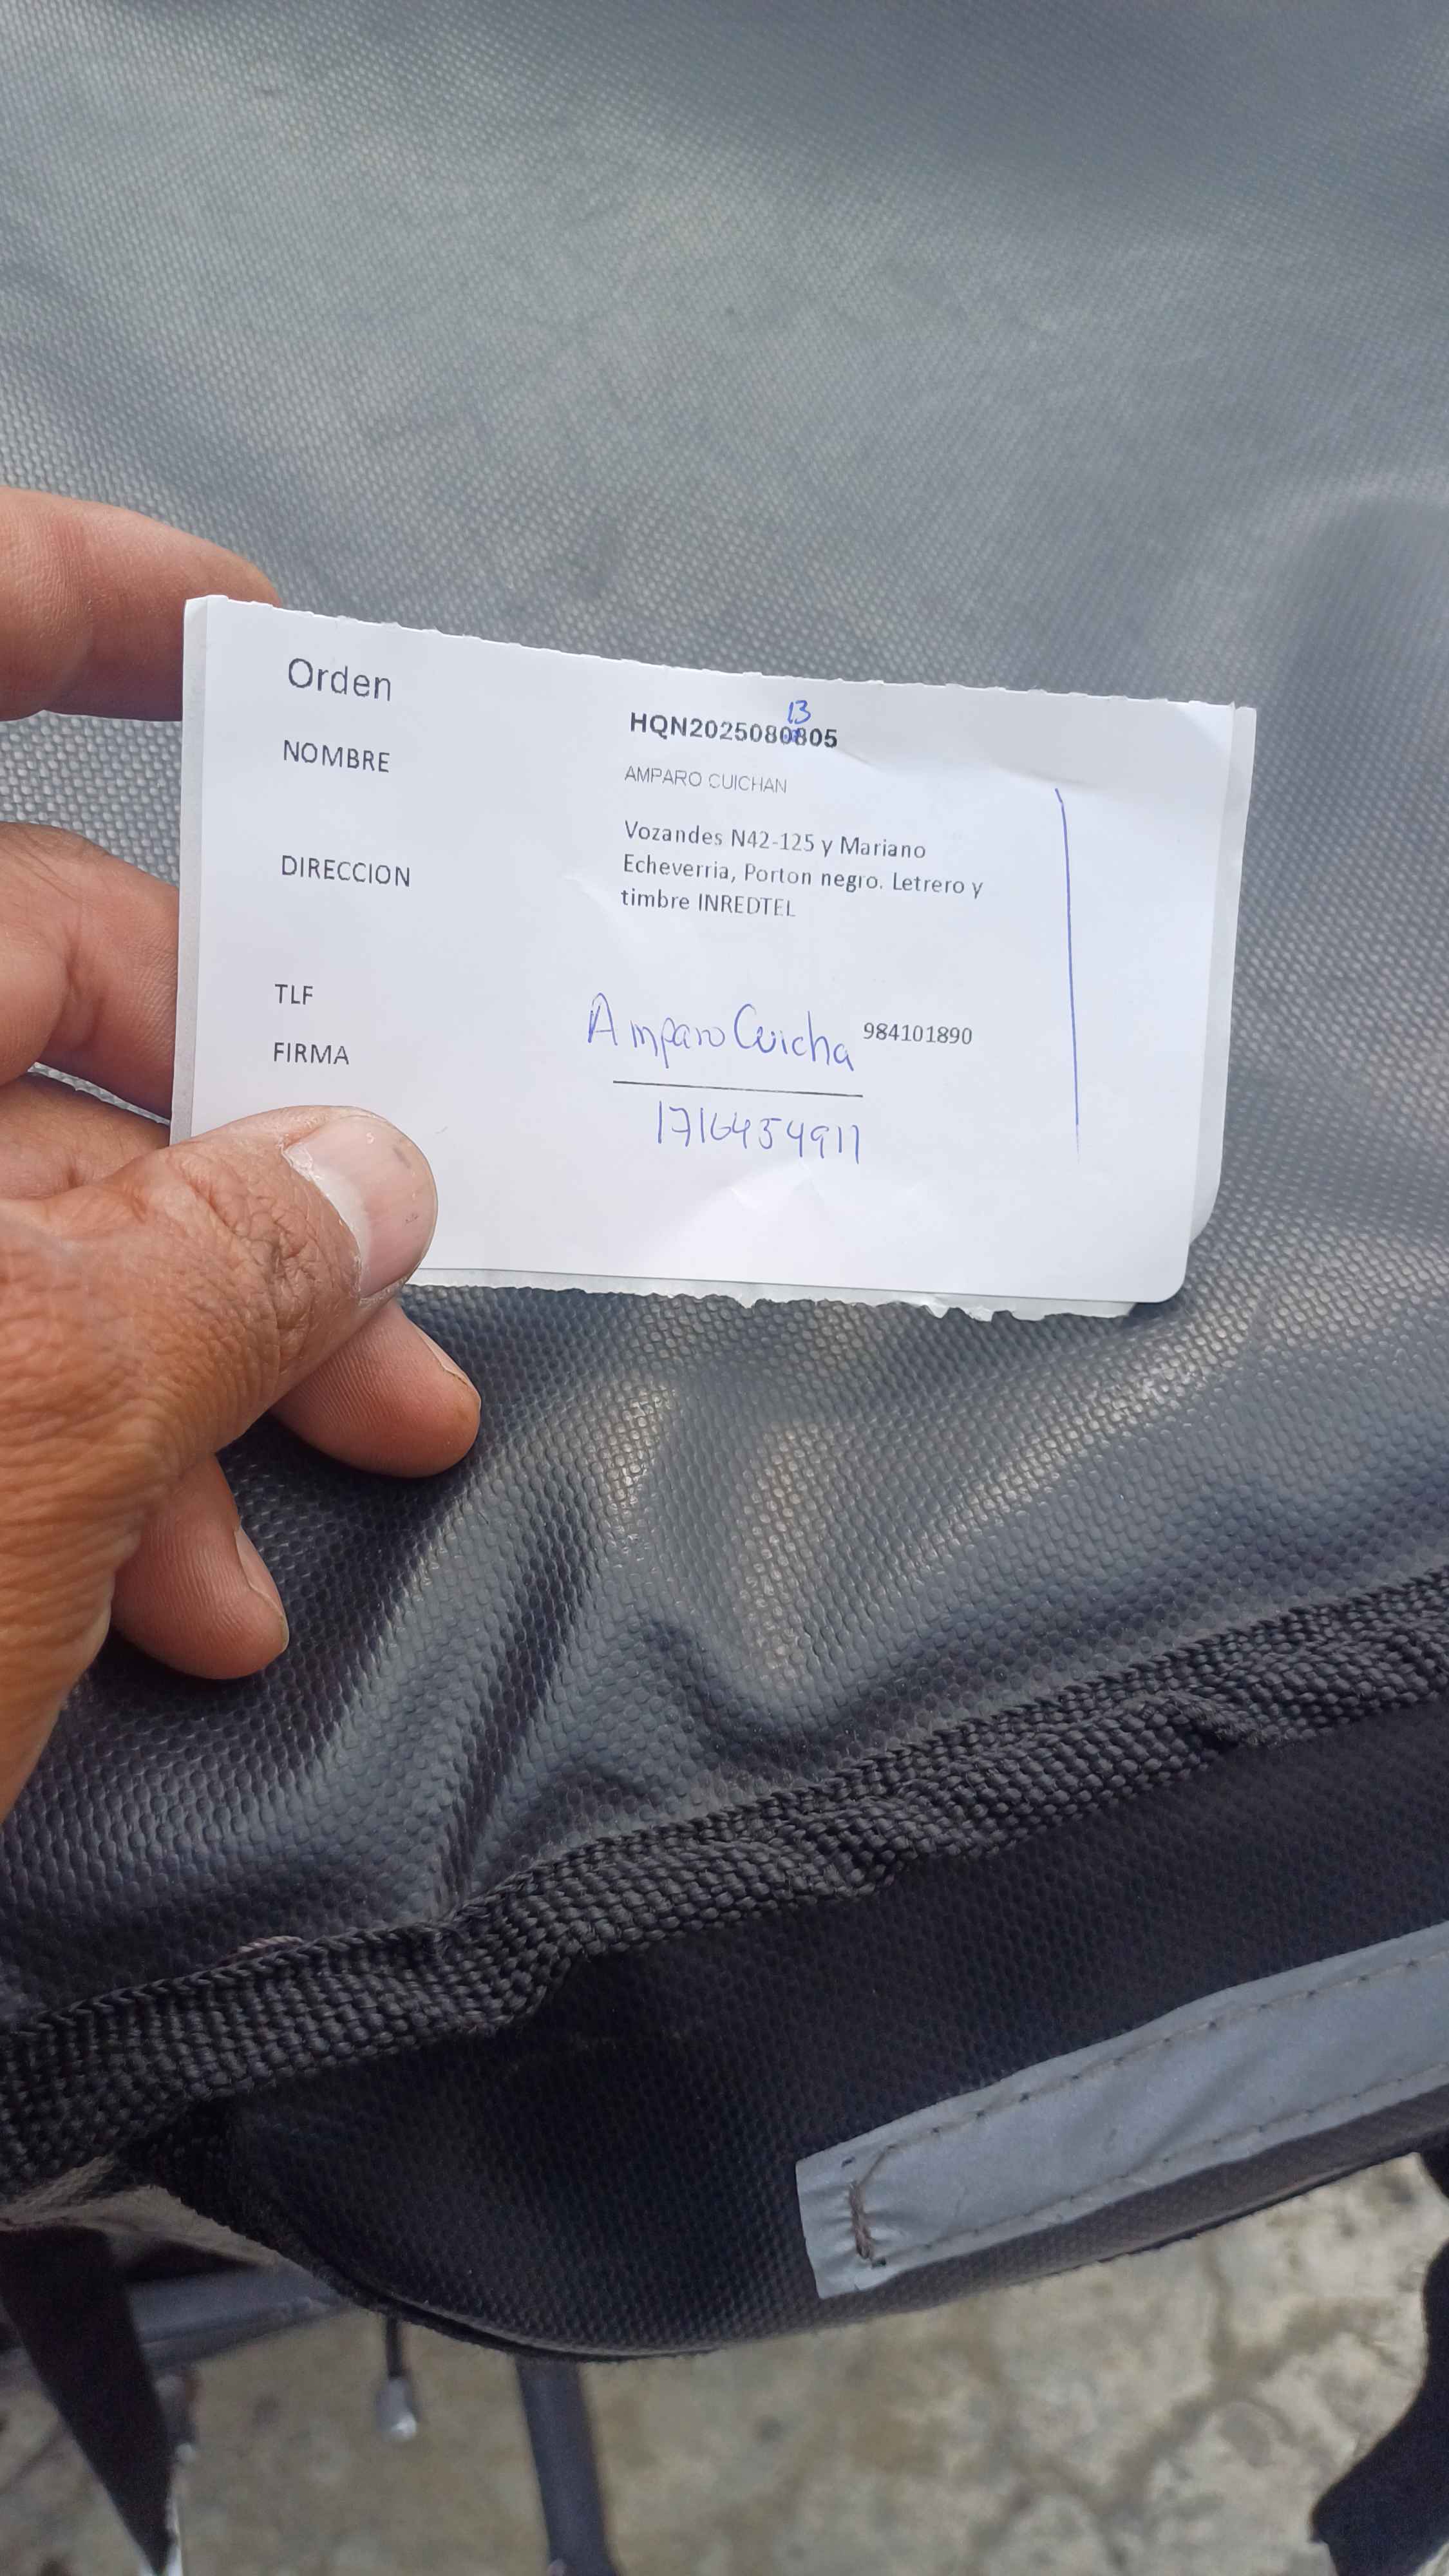 Orden
13
HQN2025080805
NOMBRE
AMPARO CUICHAN
DIRECCION
Vozandes N42-125 y Mariano
Echeverria, Porton negro. Letrero y
timbre INREDTEL
TLF
984101890
FIRMA
Amparo Cuicha
1716454911